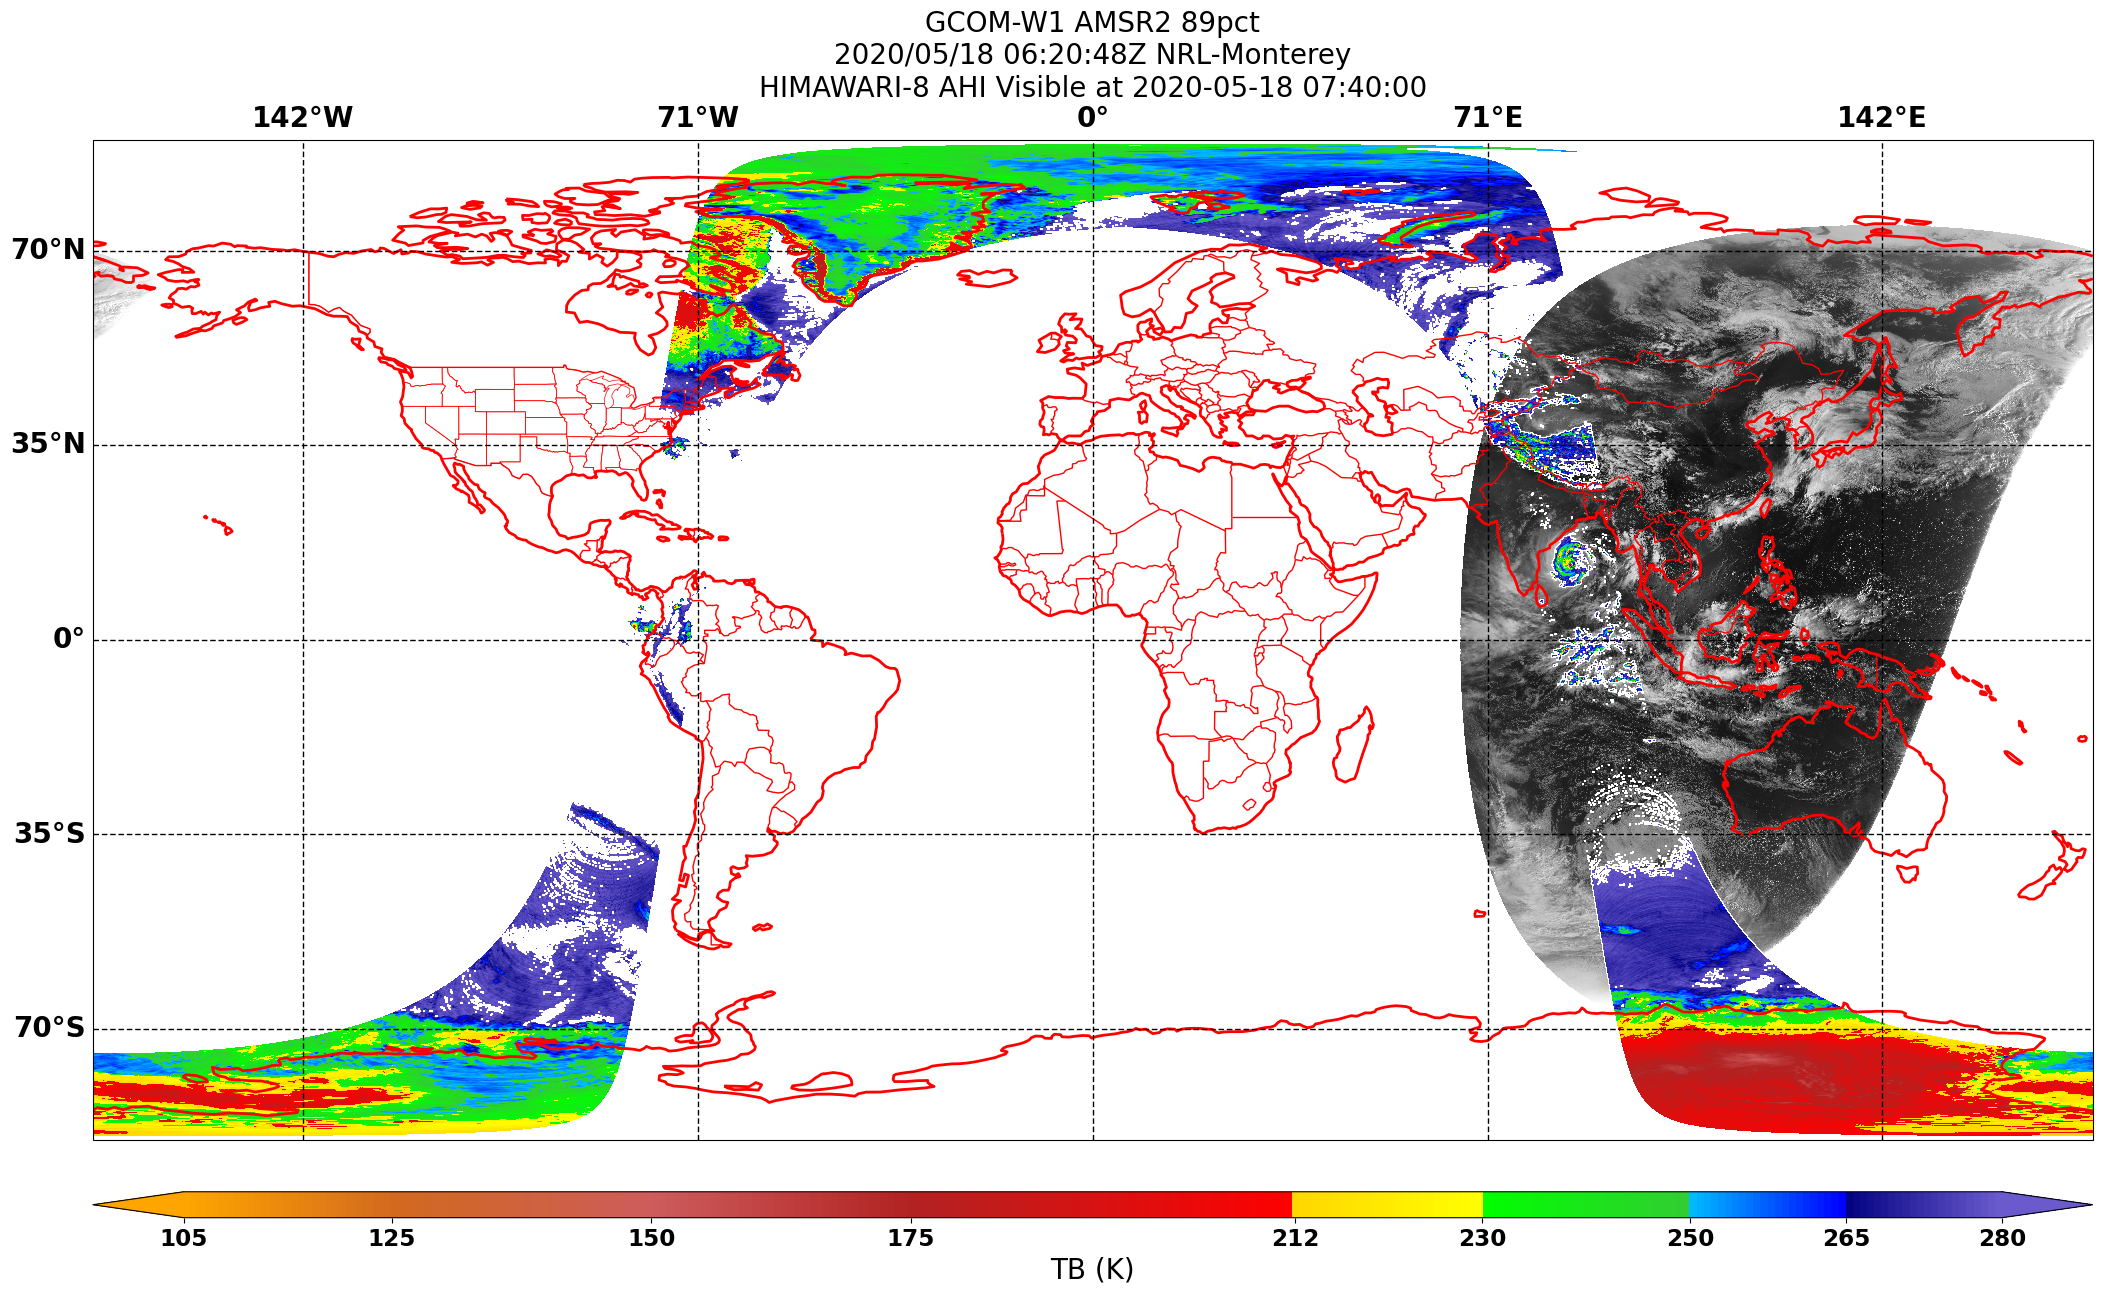 GCOM-W1 AMSR2 89pct
2020/05/18 06:20:48Z NRL-Monterey
HIMAWARI-8 AHI Visible at 2020-05-18 07:40:00
142°W 71°W 0° 71°E 142°E
70°N
35°N
0°
35°S
70°S
105 125 150 175 212 230 250 265 280
TB (K)